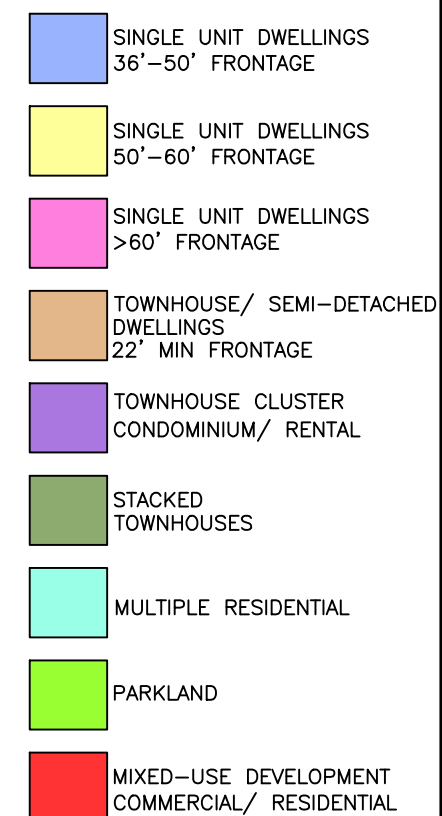 SINGLE UNIT DWELLINGS
36'-50' FRONTAGE
SINGLE UNIT DWELLINGS
50'-60' FRONTAGE
SINGLE UNIT DWELLINGS
>60' FRONTAGE
TOWNHOUSE/ SEMI-DETACHED
DWELLINGS
22' MIN FRONTAGE
TOWNHOUSE CLUSTER
CONDOMINIUM/ RENTAL
STACKED
TOWNHOUSES
MULTIPLE RESIDENTIAL
PARKLAND
MIXED-USE DEVELOPMENT
COMMERCIAL/ RESIDENTIAL